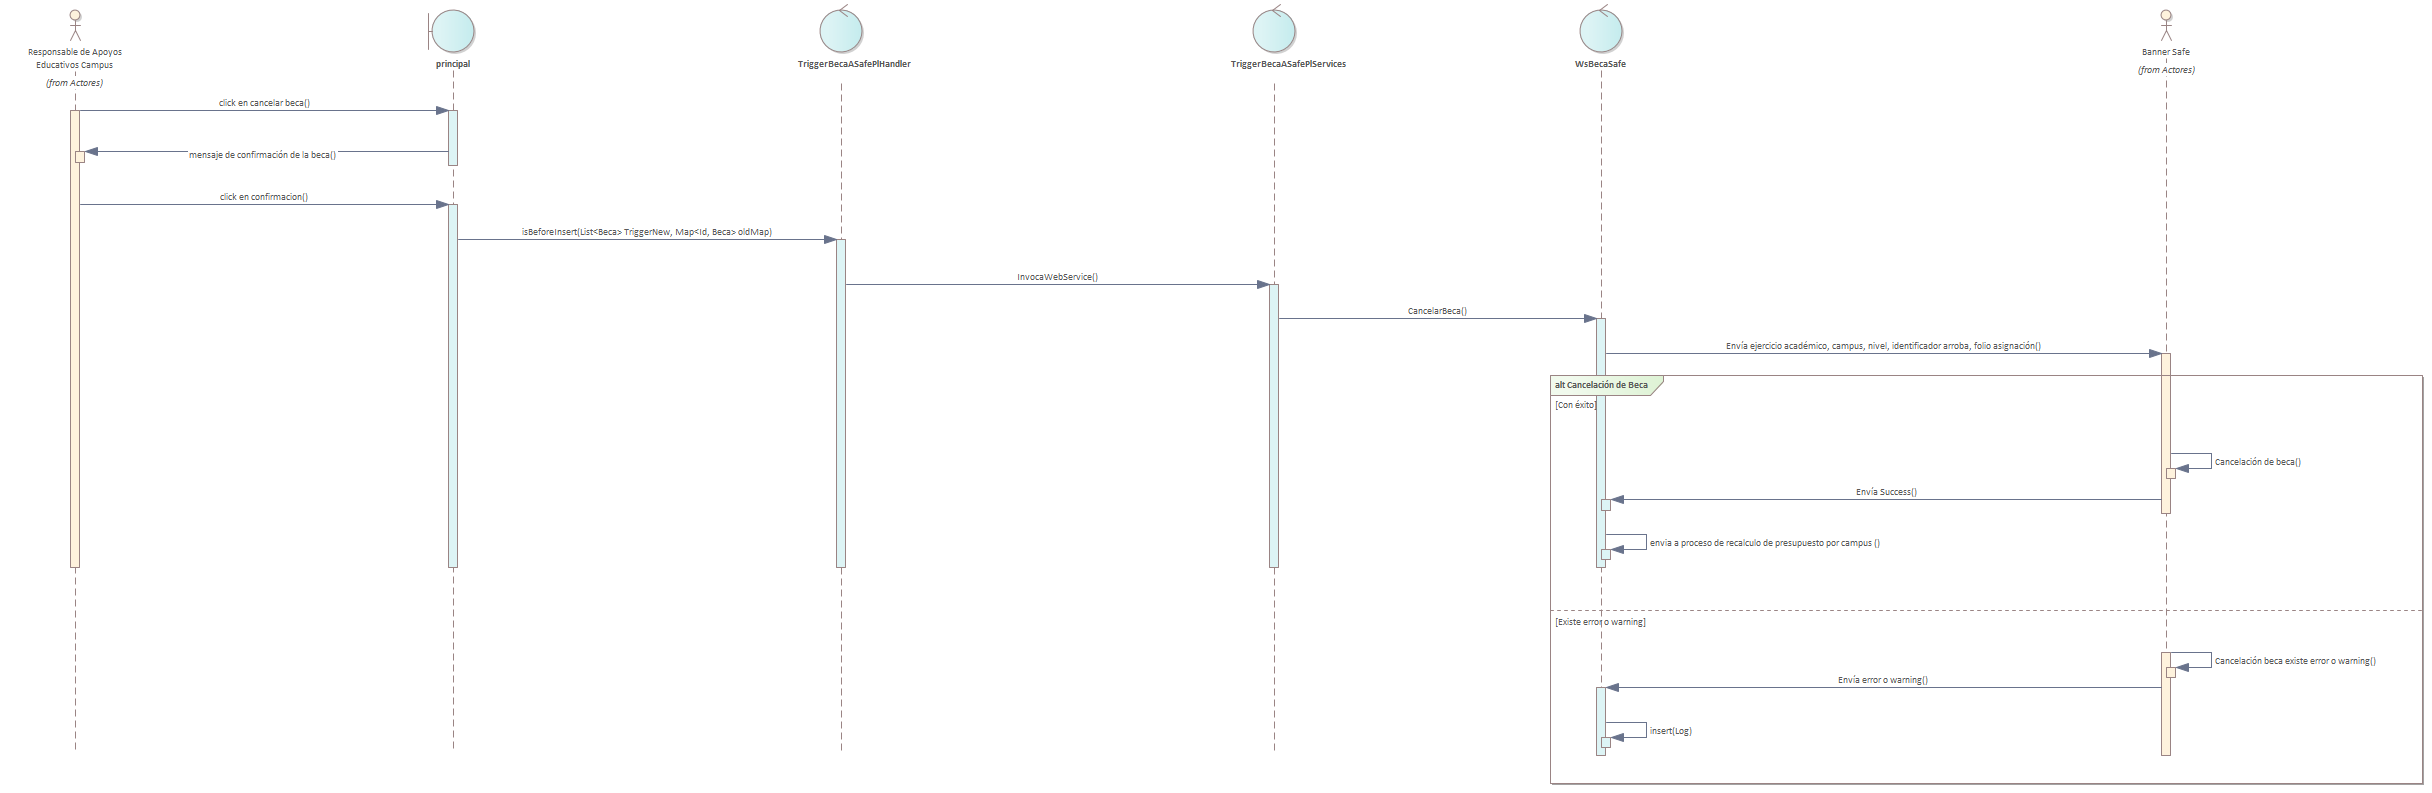 Responsable de Apoyos
Educativos Campus
(from Actores)
principal
TriggerBecaASafePlHandler
TriggerBecaASafePlServices
WsBecaSafe
Banner Safe
(from Actores)
click en cancelar beca()
mensaje de confirmación de la beca()
click en confirmacion()
isBeforeInsert(List<Beca> TriggerNew, Map<Id, Beca> oldMap)
InvocaWebService()
CancelarBeca()
Envía ejercicio académico, campus, nivel, identificador arroba, folio asignación()
alt Cancelación de Beca
[Con éxito]
Cancelación de beca()
Envía Success()
envia a proceso de recalculo de presupuesto por campus ()
[Existe error o warning]
Cancelación beca existe error o warning()
Envía error o warning()
insert(Log)